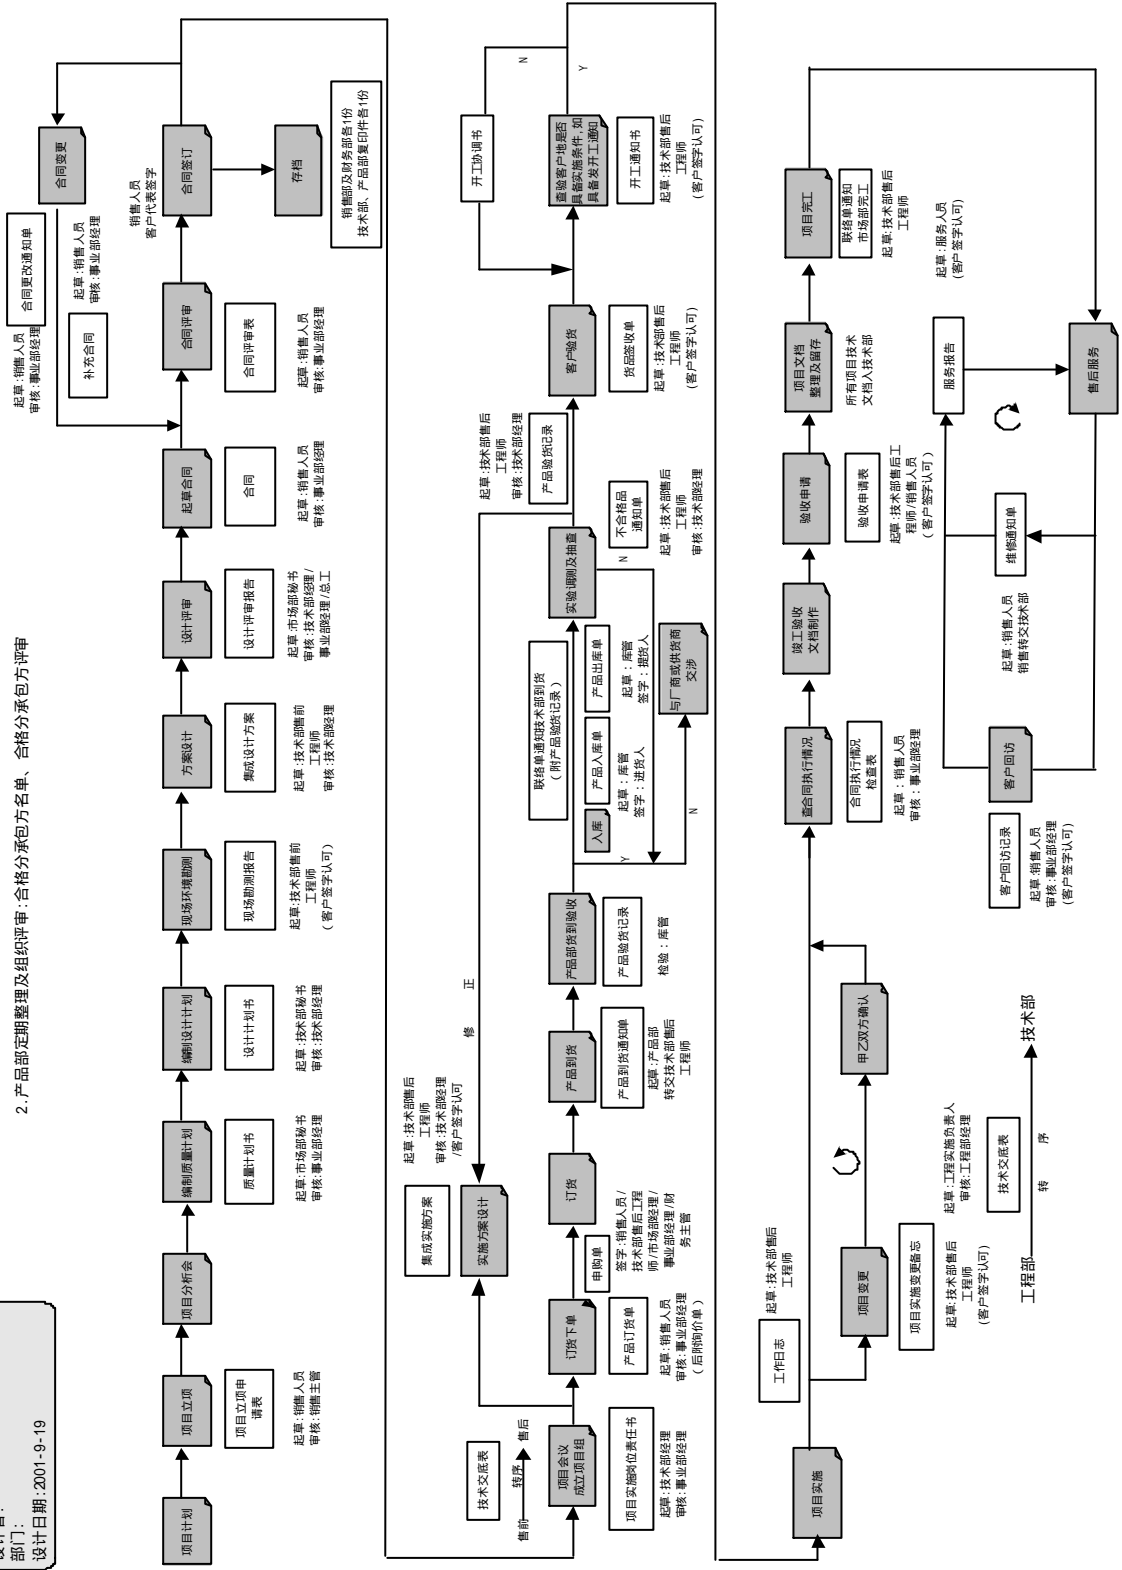 2.产品部定期整理及组织评审:合格分承包方名单、合格分承包方评审
部门:
设计日期:2001-9-19
项目计划
项目立项
项目立项申
请表
起草:销售人员
审核:销售主管
项目分析会
编制质量计划
质量计划书
起草:市场部秘书
审核:事业部经理
编制设计计划
设计计划书
起草:技术部秘书
审核:技术部经理
现场环境勘测
现场勘测报告
起草:技术部售前
工程师
(客户签字认可)
方案设计
集成设计方案
起草:技术部售前
工程师
审核:技术部经理
设计评审
设计评审报告
起草:市场部秘书
审核:技术部经理/
事业部经理/总工
起草合同
合同
起草:销售人员
审核:事业部经理
合同评审
合同评审表
起草:销售人员
审核:事业部经理
合同签订
销售人员
客户代表签字
存档
销售部及财务部各1份
技术部、产品部复印件各1份
合同变更
合同更改通知单
起草:销售人员
审核:事业部经理
补充合同
起草:销售人员
审核:事业部经理
技术交底表
售前
转序
售后
项目会议
成立项目组
项目实施岗位责任书
起草:技术部经理
审核:事业部经理
集成实施方案
实施方案设计
起草:技术部售后
工程师
审核:技术部经理
/客户签字认可
修
正
订货下单
产品订货单
起草:销售人员
审核:事业部经理
(后附询价单)
申购单
签字:销售人员/
技术部售后工程
师/市场部经理/
事业部经理/财
务主管
订货
产品到货
产品到货通知单
起草:产品部
转交技术部售后
工程师
产品部货到验收
产品验货记录
检验:库管
Y
N
联络单通知技术部到货
(附产品验货记录)
入库
产品入库单
起草:库管
签字:进货人
产品出库单
起草:库管
签字:提货人
与厂商或供货商
交涉
实验调测及抽查
N
不合格品
通知单
起草:技术部售后
工程师
审核:技术部经理
产品验货记录
起草:技术部售后
工程师
审核:技术部经理
客户验货
货品签收单
起草:技术部售后
工程师
(客户签字认可)
查验客户地是否
具备实施条件,如
具备发开工通知
开工协调书
N
Y
开工通知书
起草:技术部售后
工程师
(客户签字认可)
项目实施
工作日志
起草:技术部售后
工程师
项目变更
项目实施变更备忘
起草:技术部售后
工程师
(客户签字认可)
甲乙双方确认
起草:工程实施负责人
审核:工程部经理
技术交底表
工程部
转
序
技术部
查合同执行情况
合同执行情况
检查表
起草:销售人员
审核:事业部经理
竣工验收
文档制作
验收申请
验收申请表
起草:技术部售后工
程师/销售人员
(客户签字认可)
项目文档
整理及留存
所有项目技术
文档入技术部
项目完工
联络单通知
市场部完工
起草:技术部售后
工程师
售后服务
服务报告
起草:服务人员
(客户签字认可)
维修通知单
起草:销售人员
销售转交技术部
客户回访
客户回访记录
起草:销售人员
审核:事业部经理
(客户签字认可)